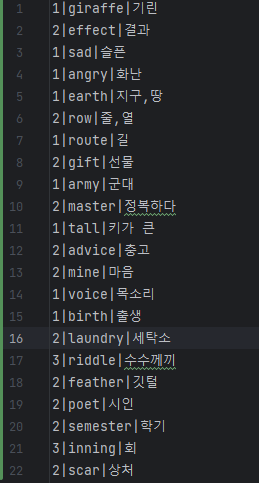 1 1|giraffe|기린
2 2|effect|결과
3 1|sad|슬픈
4 1|angry|화난
5 1|earth|지구,땅
6 2|row|줄,열
7 1|route|길
8 2|gift|선물
9 1|army|군대
10 2|master|정복하다
11 1|tall|키가 큰
12 2|advice|충고
13 2|mine|마음
14 1|voice|목소리
15 1|birth|출생
16 2|laundry|세탁소
17 3|riddle|수수께끼
18 2|feather|깃털
19 2|poet|시인
20 2|semester|학기
21 3|inning|회
22 2|scar|상처